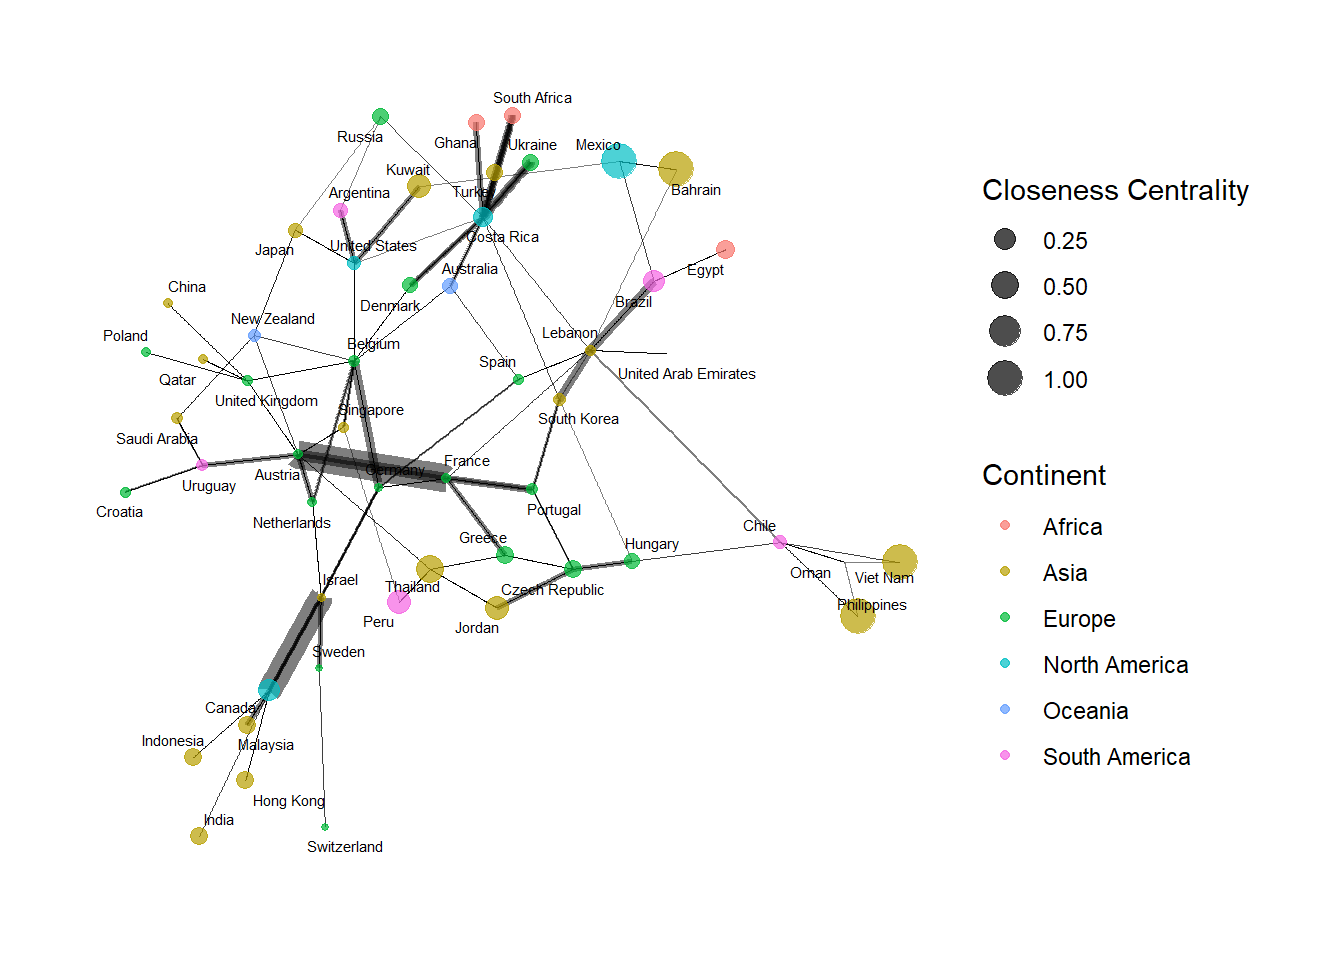 South Africa
Russia
Ghana
Ukraine
Mexico
Kuwait
Bahrain
Argentina
Turkey
Japan
United States
Costa Rica
Australia
Egypt
China
Denmark
Brazil
New Zealand
Lebanon
Poland
Belgium
Spain
United Arab Emirates
Qatar
United Kingdom
Singapore
South Korea
Saudi Arabia
Austria
Germany
France
Uruguay
Croatia
Netherlands
Portugal
Chile
Greece
Hungary
Israel
Thailand
Czech Republic
Oman
Viet Nam
Peru
Jordan
Philippines
Sweden
Canada
Indonesia
Malaysia
Hong Kong
India
Switzerland
Closeness Centrality
0.25
0.50
0.75
1.00
Continent
Africa
Asia
Europe
North America
Oceania
South America